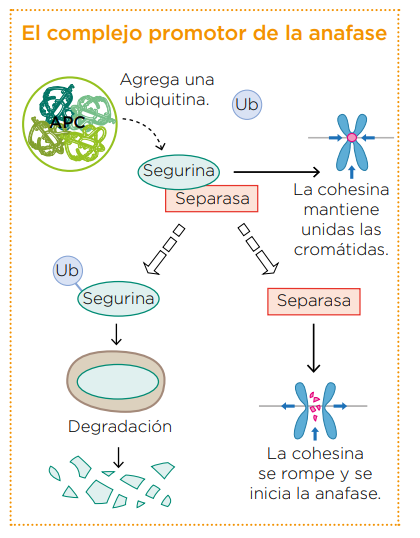 El complejo promotor de la anafase
Agrega una
ubiquitina.
Ub
APC
Segurina
Separasa
La cohesina
mantiene
unidas las
cromátidas.
Ub
Segurina
Separasa
Degradación
La cohesina
se rompe y se
inicia la anafase.